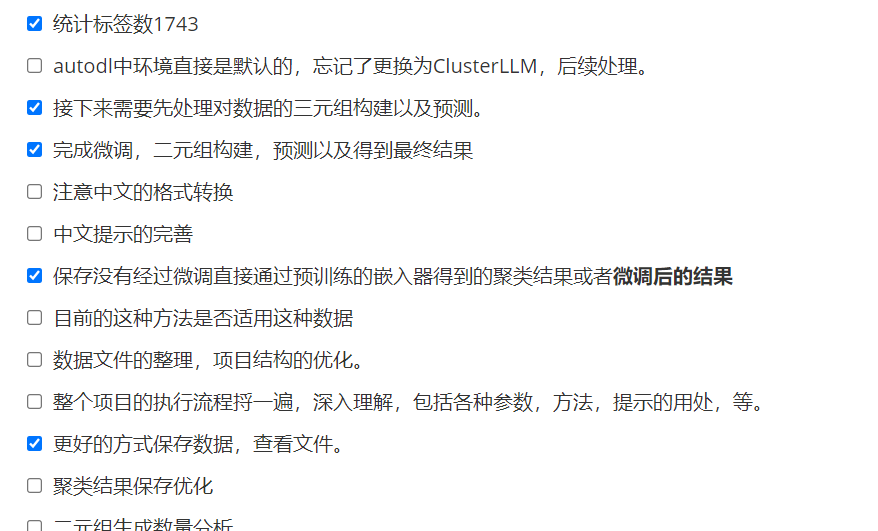 统计标签数1743
autodl中环境直接是默认的，忘记了更换为ClusterLLM，后续处理。
接下来需要先处理对数据的三元组构建以及预测。
完成微调，二元组构建，预测以及得到最终结果
注意中文的格式转换
中文提示的完善
保存没有经过微调直接通过预训练的嵌入器得到的聚类结果或者微调后的结果
目前的这种方法是否适用这种数据
数据文件的整理，项目结构的优化。
整个项目的执行流程捋一遍，深入理解，包括各种参数，方法，提示的用处，等。
更好的方式保存数据，查看文件。
聚类结果保存优化
二元组生成数量分析